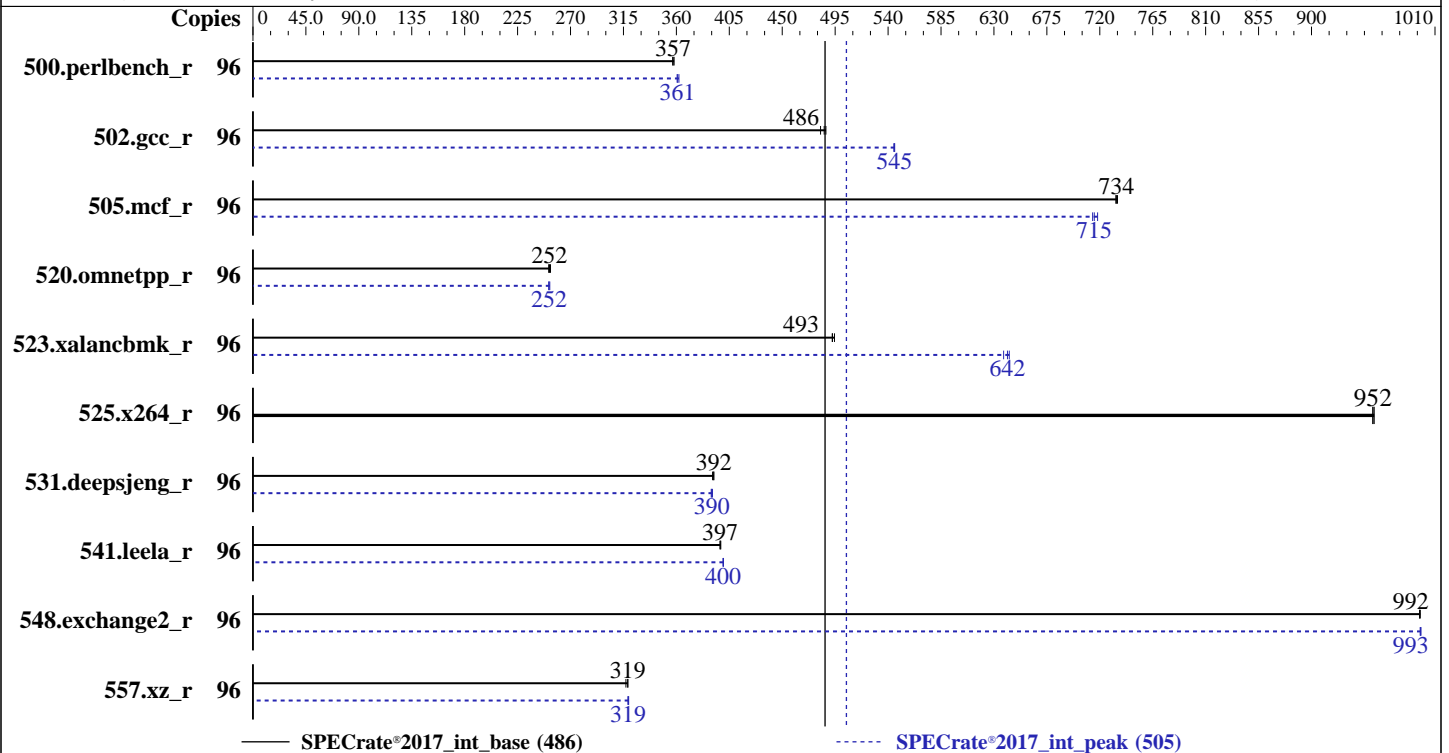 Copies 0 45.0 90.0 135 180 225 270 315 360 405 450 495 540 585 630 675 720 765 810 855 900 1010
357
500.perlbench_r 96
361
486
502.gcc_r 96
545
734
505.mcf_r 96
715
252
520.omnetpp_r 96
252
493
523.xalancbmk_r 96
642
952
525.x264_r 96
392
531.deepsjeng_r 96
390
397
541.leela_r 96
400
992
548.exchange2_r 96
993
319
557.xz_r 96
319
SPECrate®2017_int_base (486) SPECrate®2017_int_peak (505)